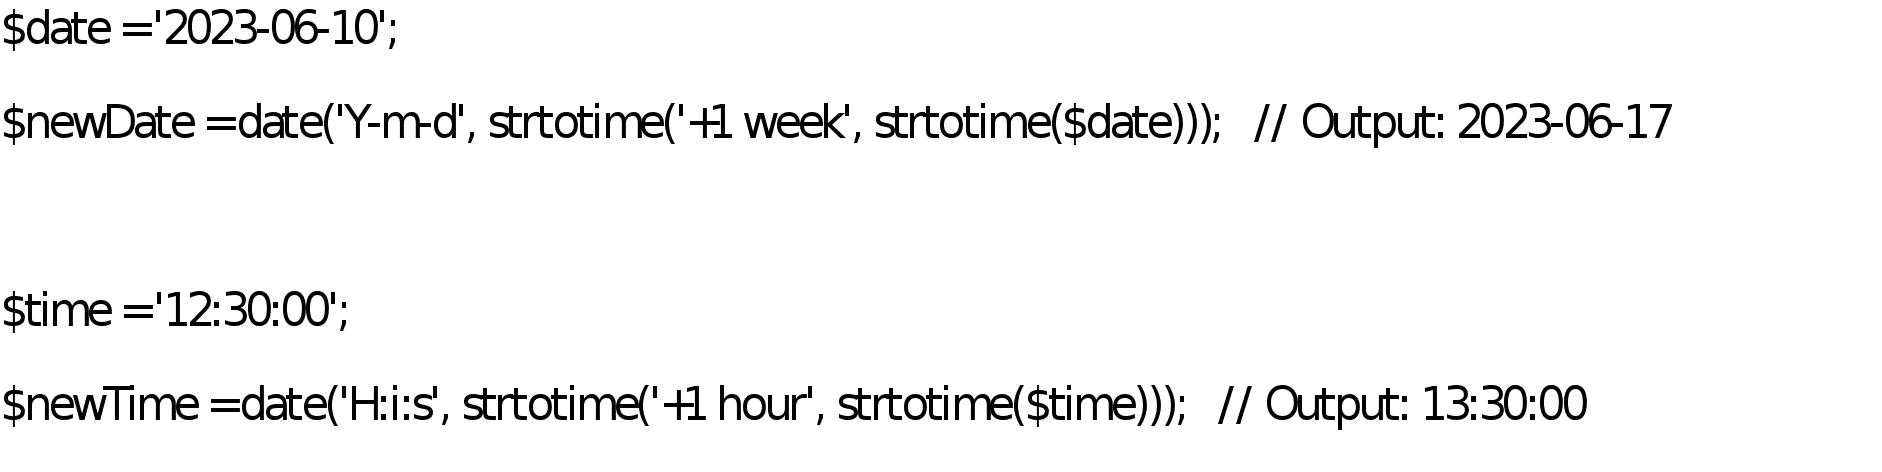 $date ='2023-06-10';
$newDate =date('Y-m-d', strtotime('+1 week', strtotime($date))); // Output: 2023-06-17
$time ='12:30:00';
$newTime =date('H:i:s', strtotime('+1 hour', strtotime($time))); // Output: 13:30:00